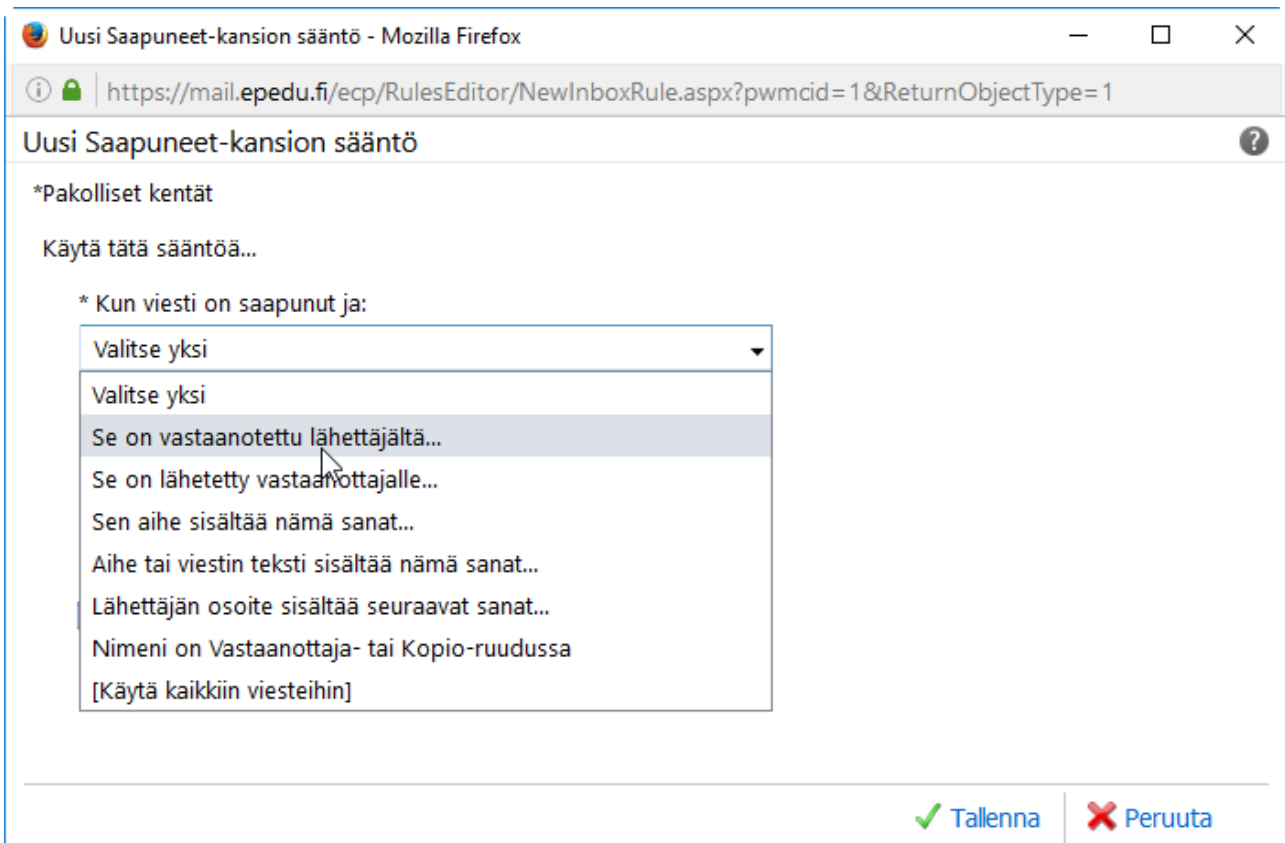 Uusi Saapuneet-kansion sääntö - Mozilla Firefox
https://mail.epedu.fi/ecp/RulesEditor/NewInboxRule.aspx?pwmcid=1&ReturnObjectType=1
Uusi Saapuneet-kansion sääntö
*Pakolliset kentät
Käytä tätä sääntöä...
* Kun viesti on saapunut ja:
Valitse yksi
Valitse yksi
Se on vastaanotettu lähettäjältä...
Se on lähetetty vastaanottajalle...
Sen aihe sisältää nämä sanat...
Aihe tai viestin teksti sisältää nämä sanat...
Lähettäjän osoite sisältää seuraavat sanat...
Nimeni on Vastaanottaja- tai Kopio-ruudussa
[Käytä kaikkiin viesteihin]
Tallenna
Peruuta